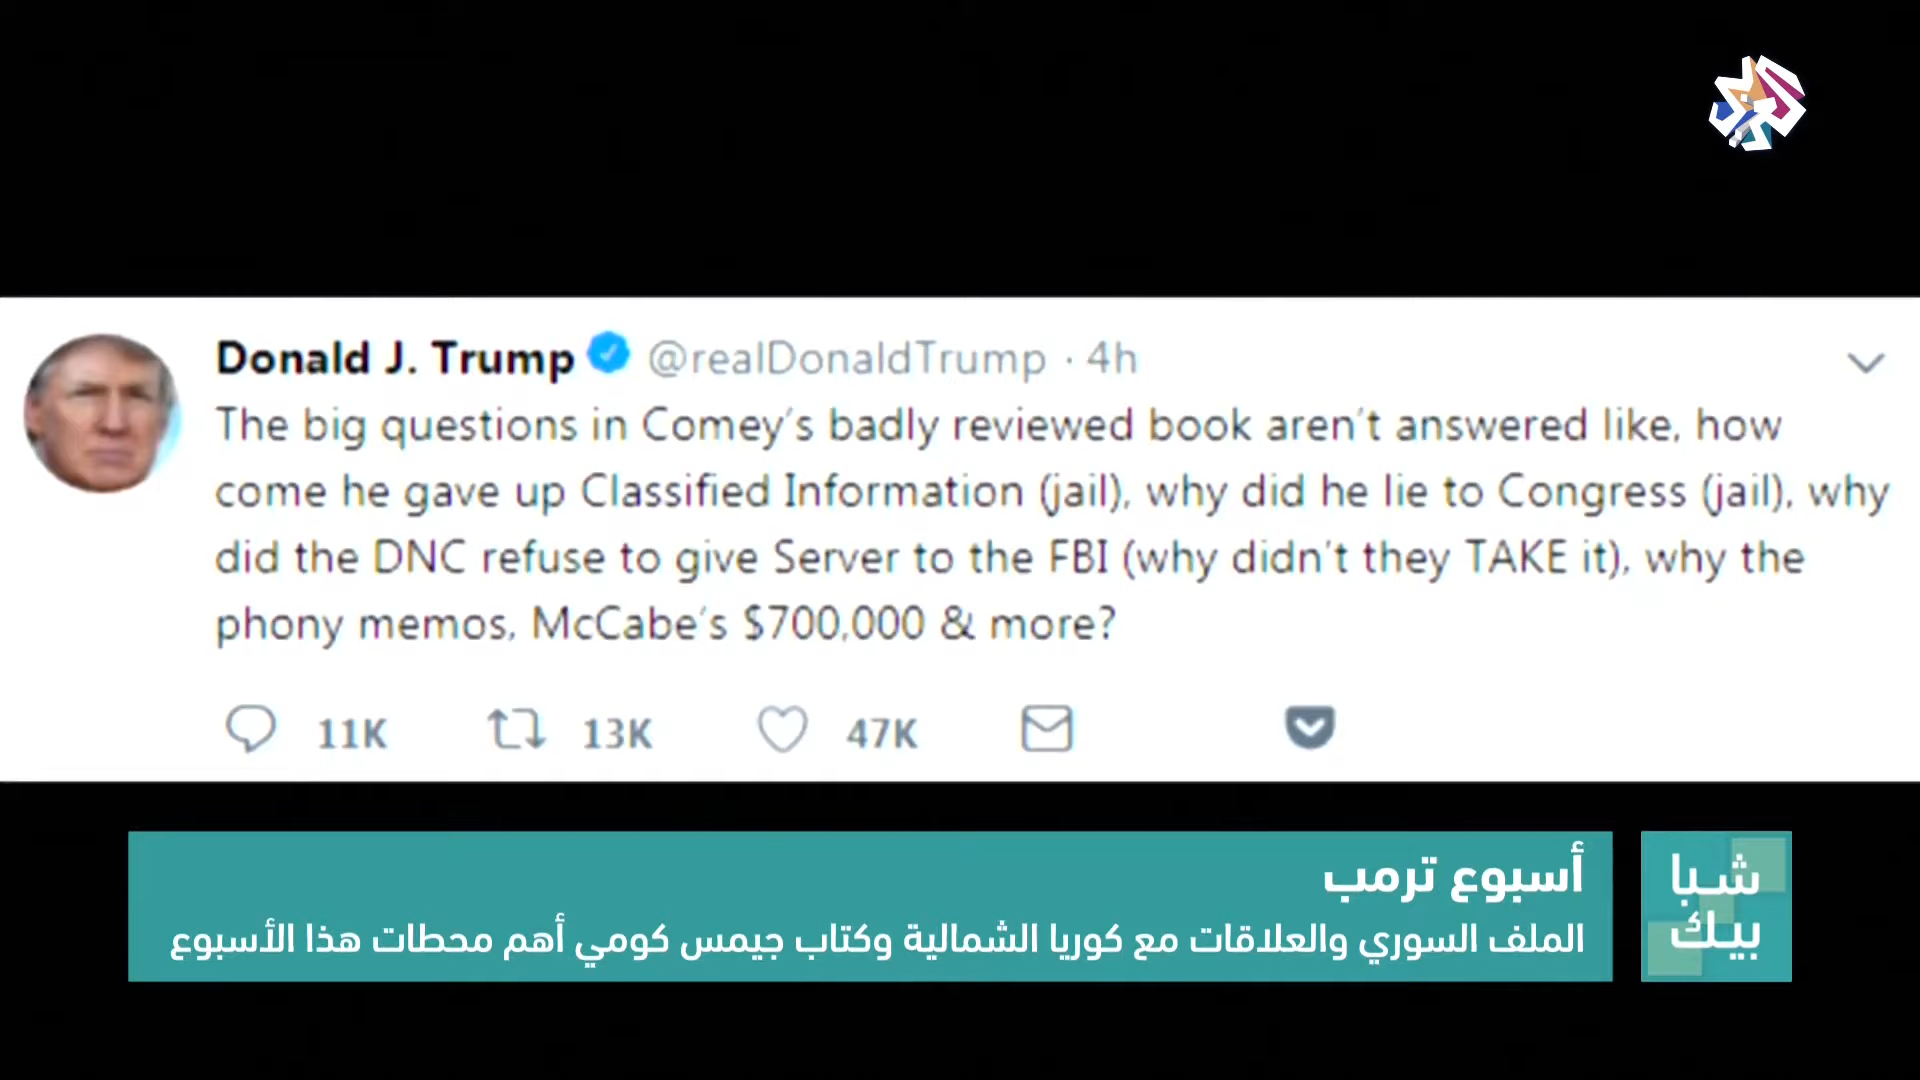 Donald J. Trump @realDonaldTrump · 4h
The big questions in Comey's badly reviewed book aren't answered like, how
come he gave up Classified Information (jail), why did he lie to Congress (jail), why
did the DNC refuse to give Server to the FBI (why didn't they TAKE it), why the
phony memos, McCabe's $700,000 & more?
11K 13K 47K
أسبوع ترمب
الملف السوري والعلاقات مع كوريا الشمالية وكتاب جيمس كومي أهم محطات هذا الأسبوع
شبا
بيك